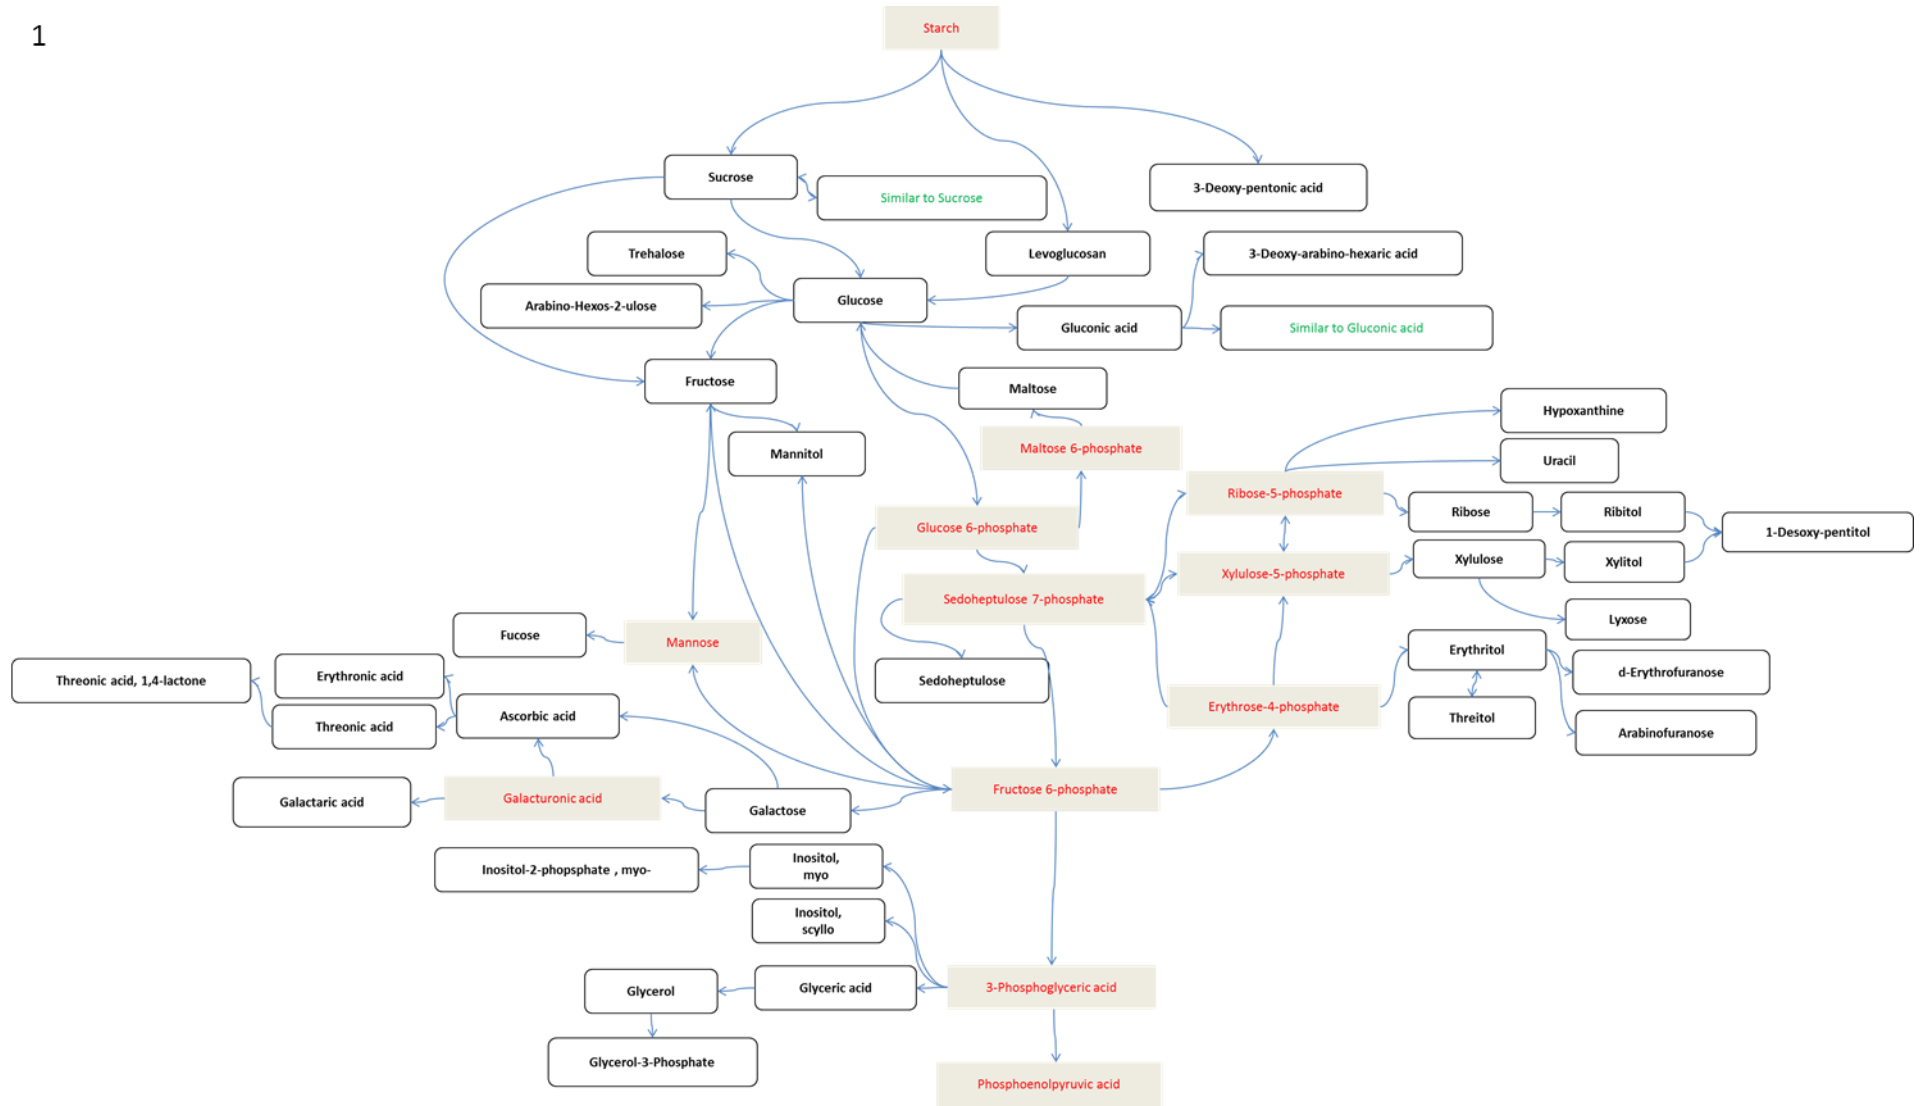 1
Starch
Sucrose
Similar to Sucrose
3-Deoxy-pentonic acid
Trehalose
Levoglucosan
3-Deoxy-arabino-hexaric acid
Arabino-Hexos-2-ulose
Glucose
Gluconic acid
Similar to Gluconic acid
Fructose
Maltose
Hypoxanthine
Mannitol
Maltose 6-phosphate
Uracil
Ribose-5-phosphate
Glucose 6-phosphate
Ribose
Ribitol
1-Desoxy-pentitol
Xylulose
Xylitol
Xylulose-5-phosphate
Sedoheptulose 7-phosphate
Lyxose
Fucose
Mannose
Erythritol
Threonic acid, 1,4-lactone
Erythronic acid
Sedoheptulose
d-Erythrofuranose
Ascorbic acid
Threonic acid
Erythrose-4-phosphate
Threitol
Arabinofuranose
Galactaric acid
Galacturonic acid
Galactose
Fructose 6-phosphate
Inositol-2-phopsphate , myo-
Inositol,
myo
Inositol,
scyllo
Glycerol
Glyceric acid
3-Phosphoglyceric acid
Glycerol-3-Phosphate
Phosphoenolpyruvic acid